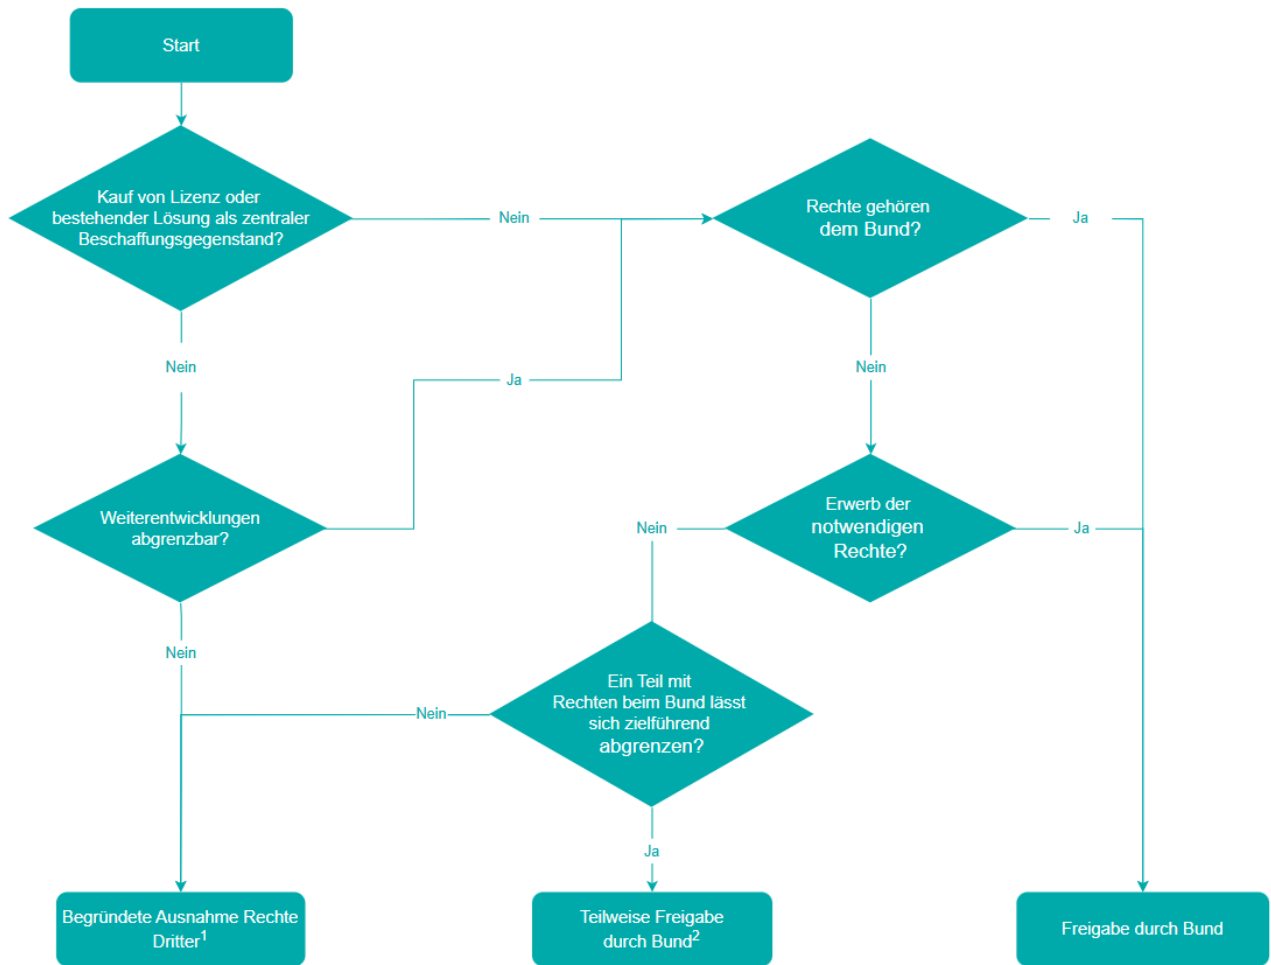 Start
Kauf von Lizenz oder
bestehender Lösung als zentraler
Beschaffungsgegenstand?
Nein
Rechte gehören
dem Bund?
Ja
Nein
Ja
Nein
Weiterentwicklungen
abgrenzbar?
Nein
Erwerb der
notwendigen
Rechte?
Ja
Nein
Ein Teil mit
Rechten beim Bund lässt
sich zielführend
abgrenzen?
Nein
Ja
Begründete Ausnahme Rechte
Dritter¹
Teilweise Freigabe
durch Bund²
Freigabe durch Bund